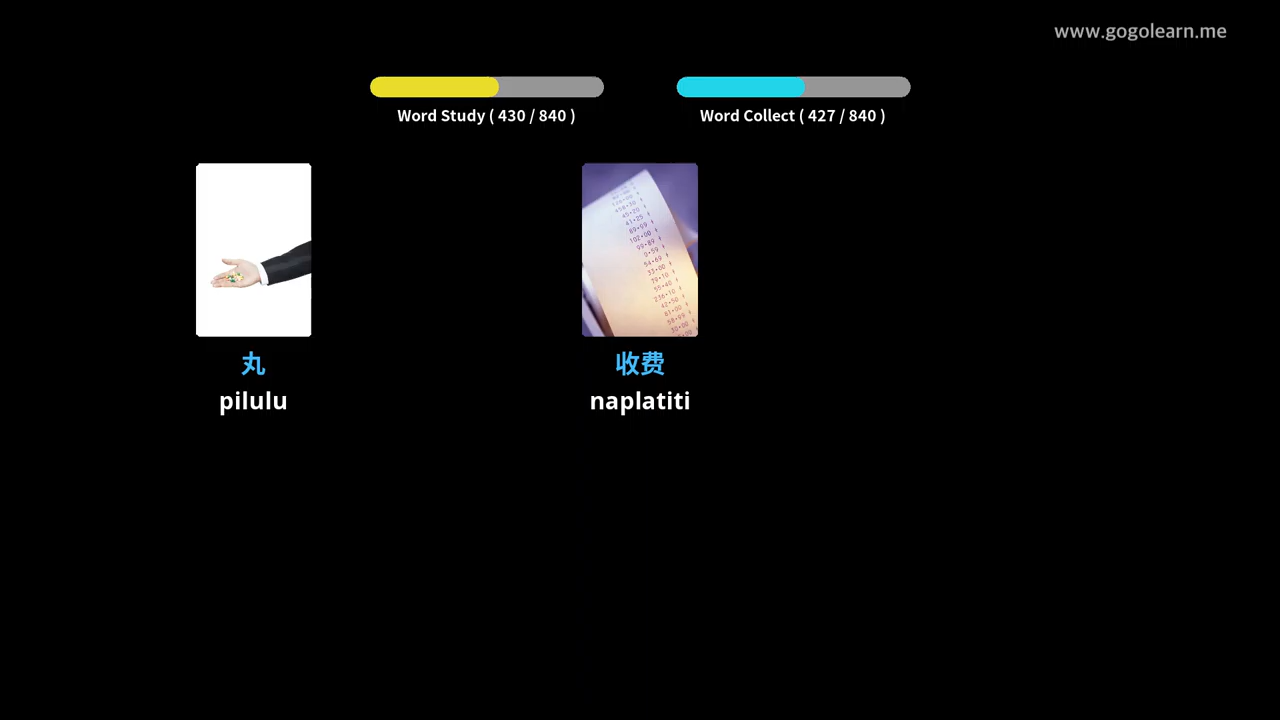 www.gogolearn.me
Word Study ( 430 / 840 )
Word Collect ( 427 / 840 )
丸
pilulu
收费
naplatiti